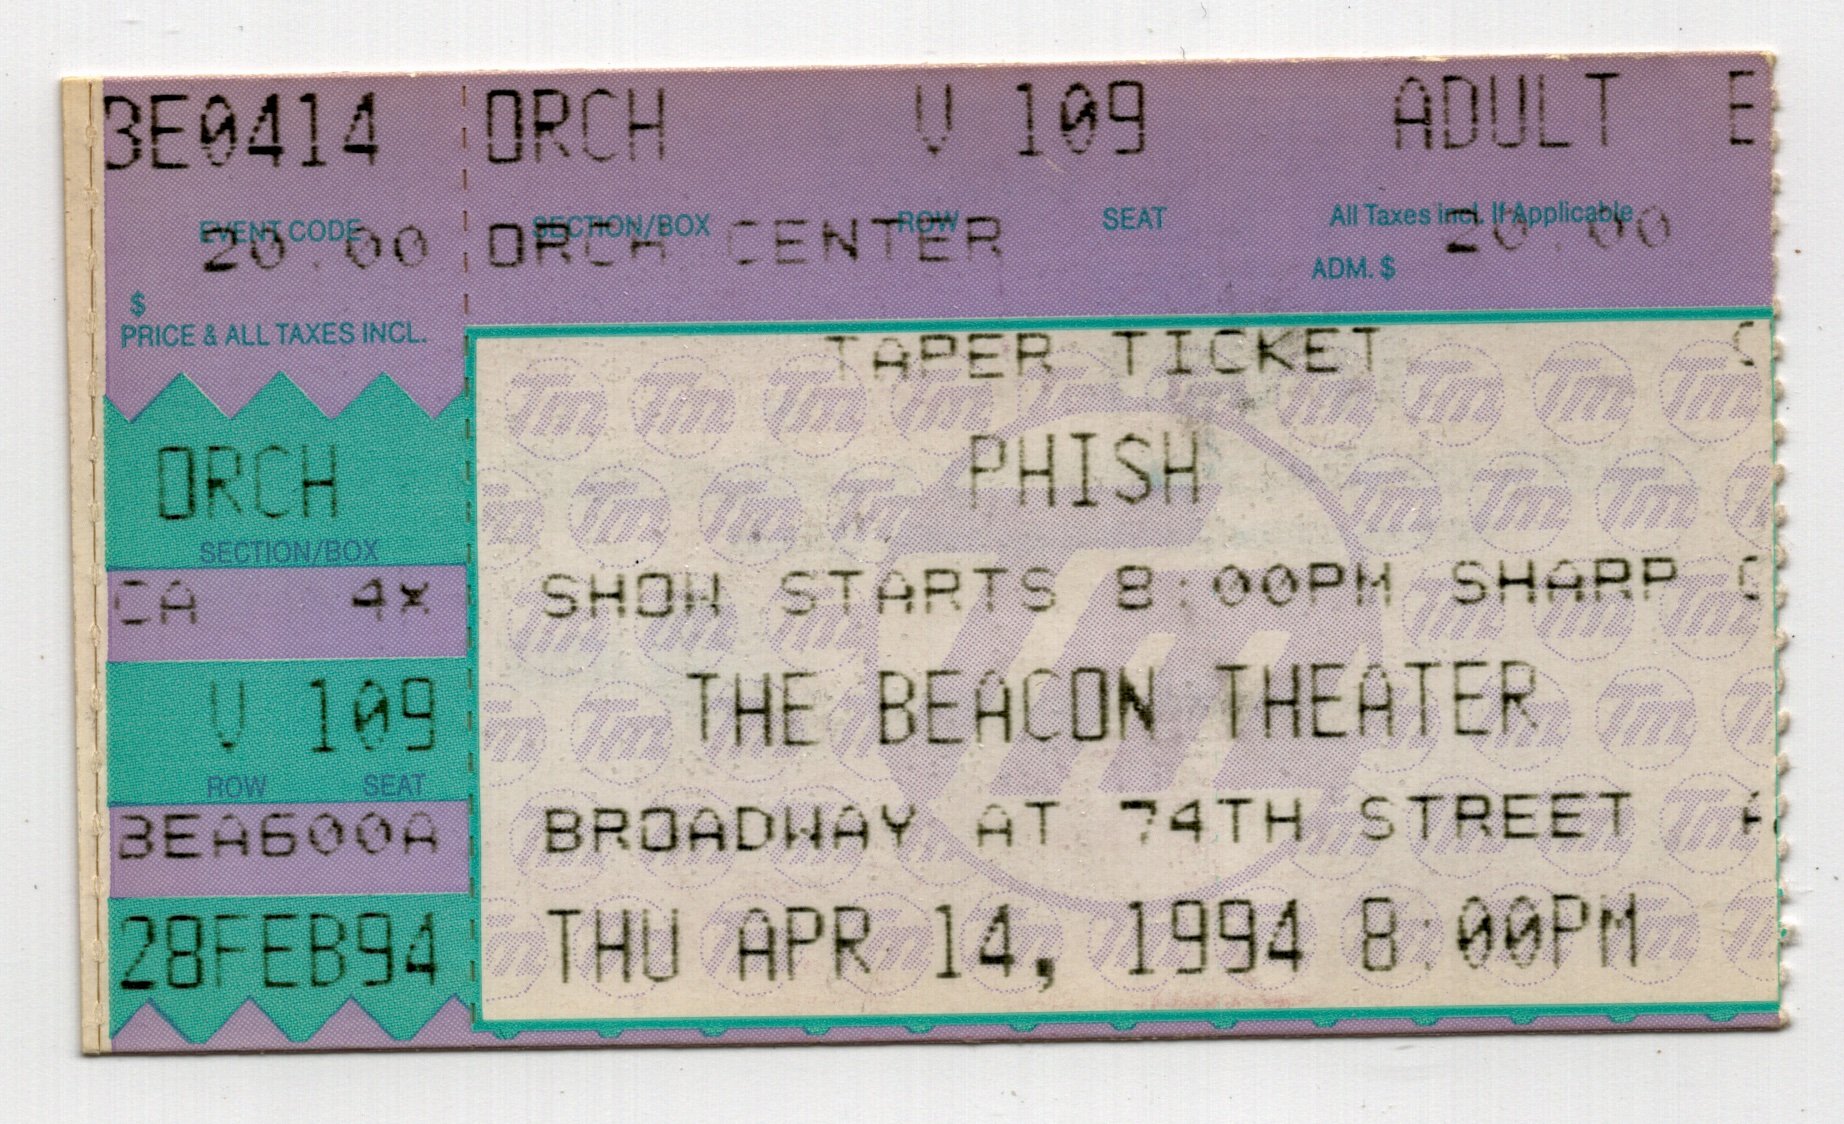 BE0414
EVENT CODE
20.00
$
PRICE & ALL TAXES INCL.
ORCH
SECTION/BOX
CA 4X
V 109
ROW SEAT
BEA600A
28FEB94
ORCH V 109 ADULT
SECTION/BOX ROW SEAT All Taxes incl. If Applicable
ORCH CENTER 20.00
ADM. $
TAPER TICKET
PHISH
SHOW STARTS 8:00PM SHARP
THE BEACON THEATER
BROADWAY AT 74TH STREET
THU APR 14, 1994 8:00PM